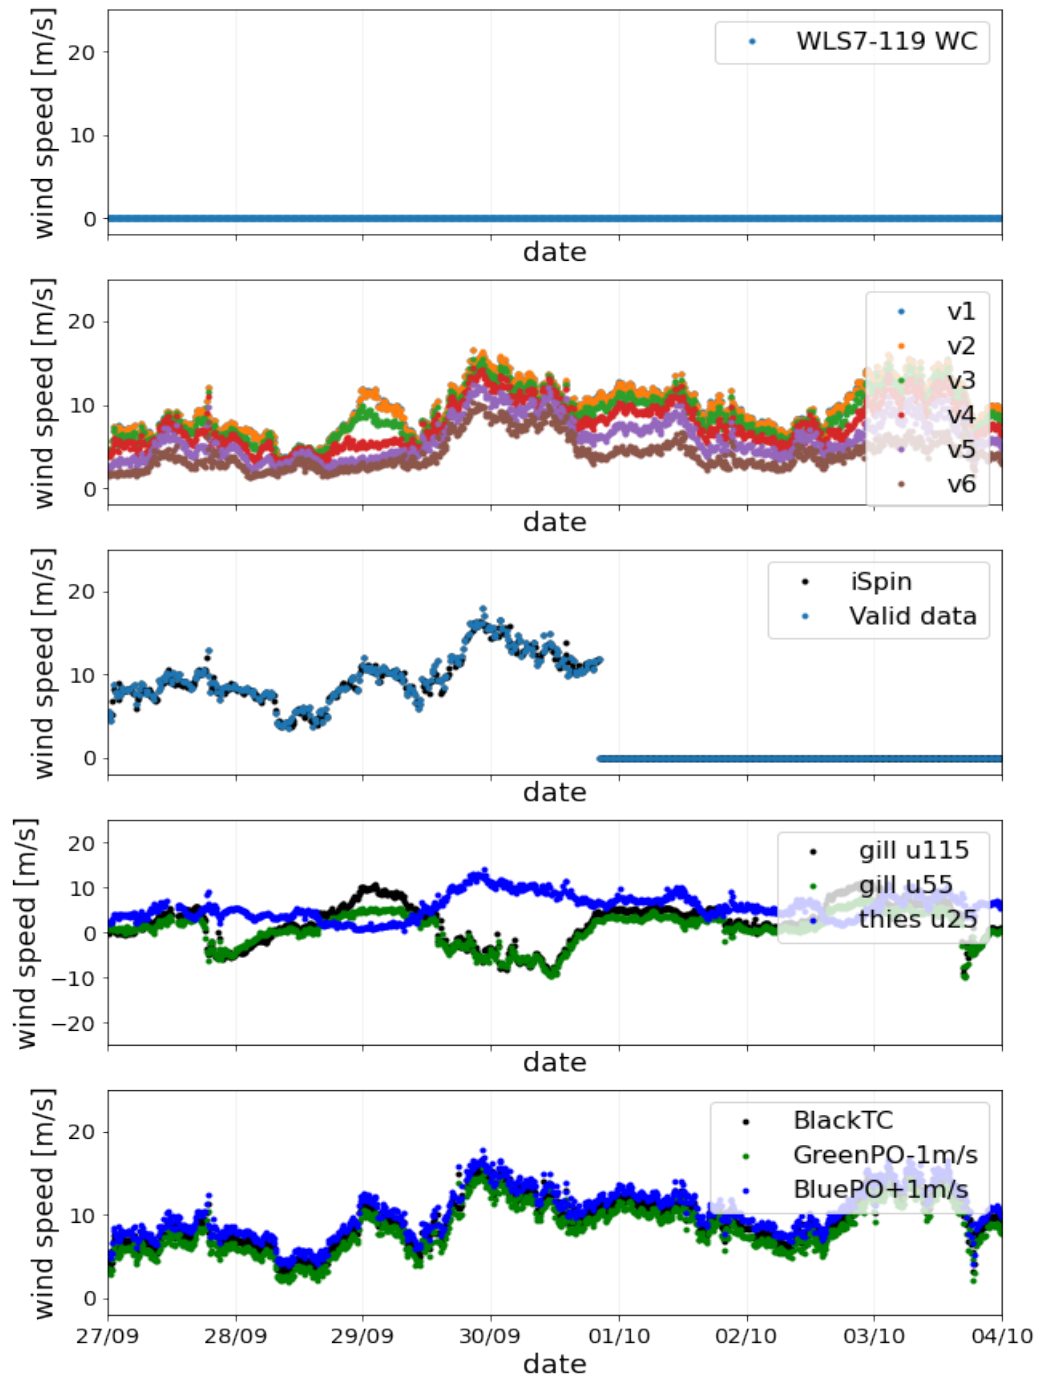 wind speed [m/s]
20
10
0
WLS7-119 WC
date
wind speed [m/s]
20
10
0
v1
v2
v3
v4
v5
v6
date
wind speed [m/s]
20
10
0
iSpin
Valid data
date
wind speed [m/s]
20
10
0
−10
−20
gill u115
gill u55
thies u25
date
wind speed [m/s]
20
10
0
BlackTC
GreenPO-1m/s
BluePO+1m/s
27/09 28/09 29/09 30/09 01/10 02/10 03/10 04/10
date